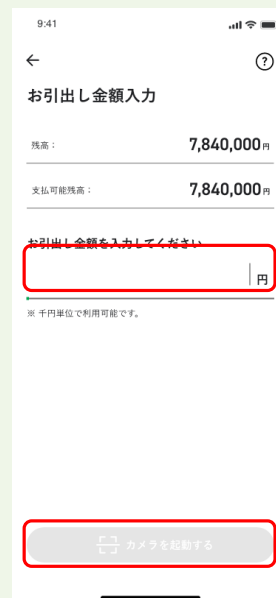 9:41
お引出し金額入力
残高： 7,840,000円
支払可能残高： 7,840,000円
お引出し金額を入力してください
円
※ 千円単位で利用可能です。
カメラを起動する